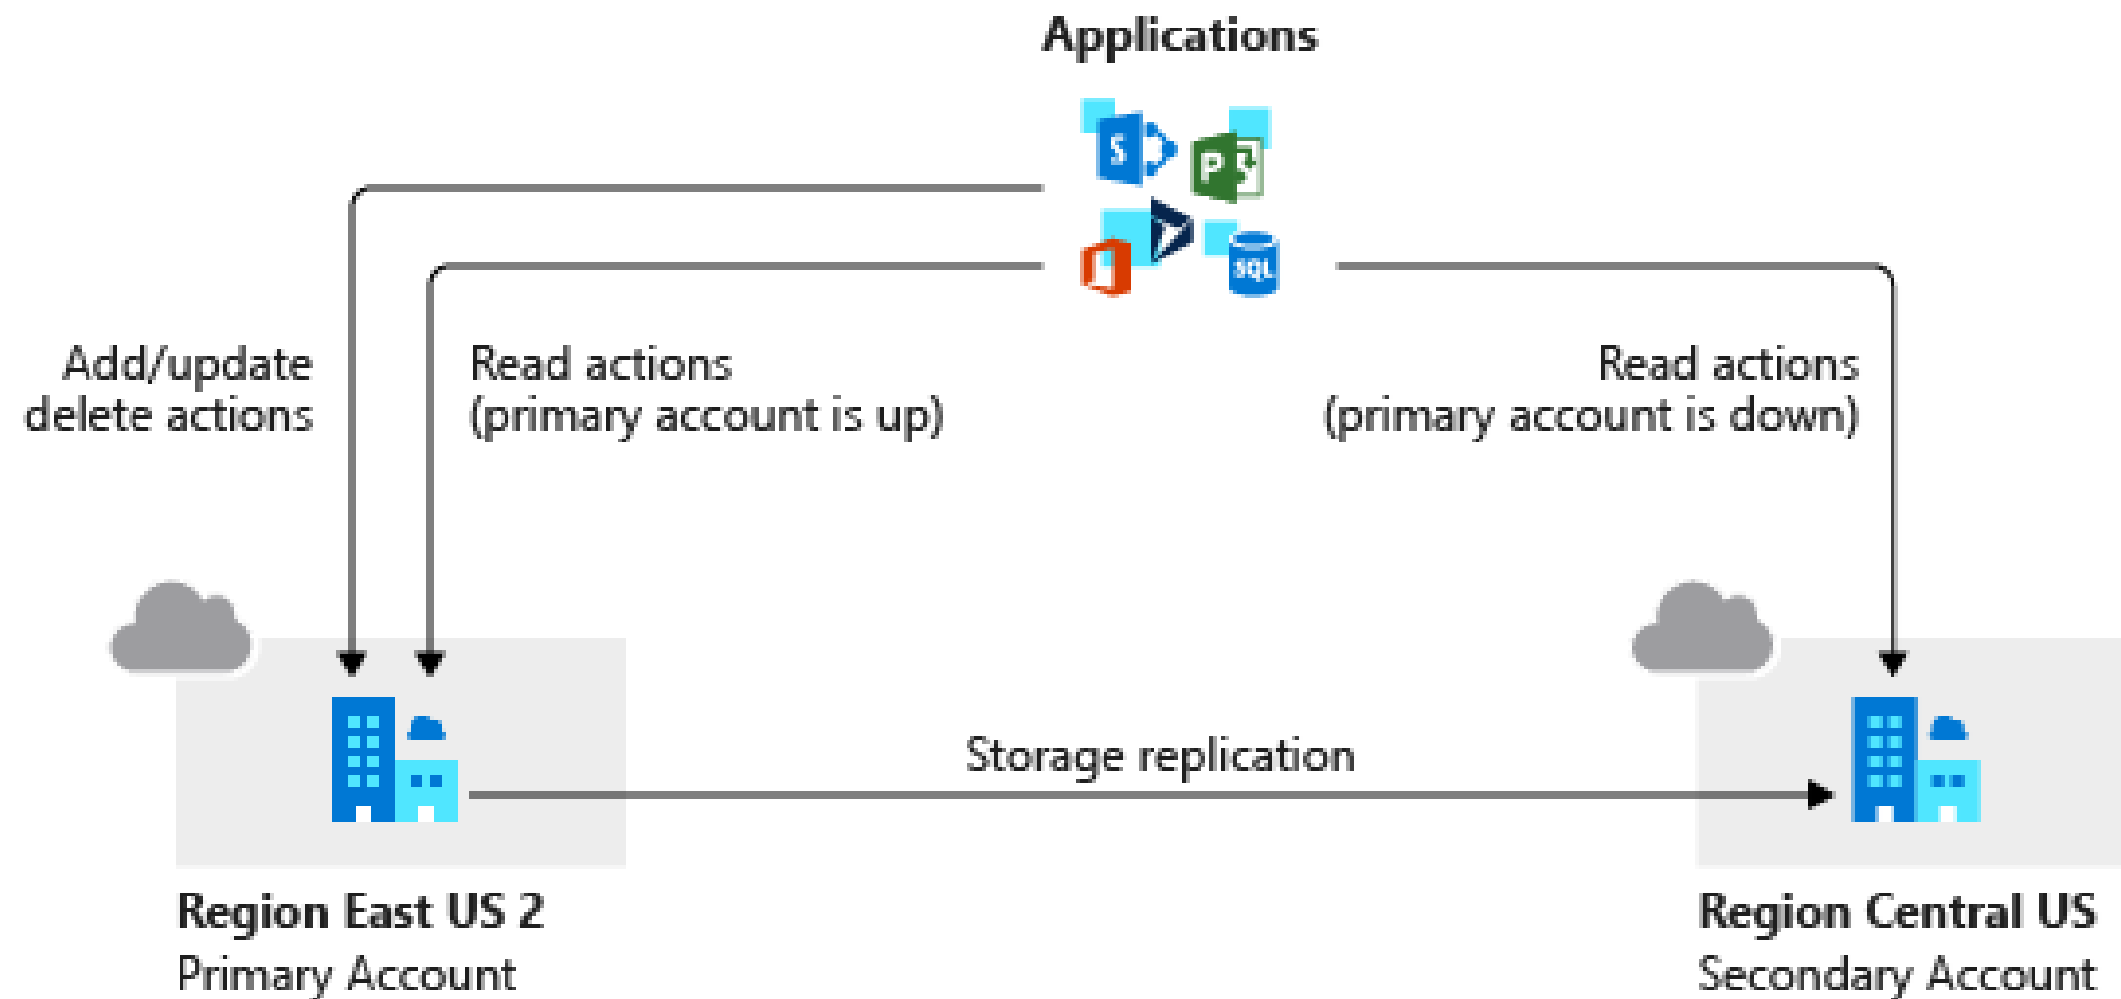 Applications
S
P
SQL
Add/update
delete actions
Read actions
(primary account is up)
Read actions
(primary account is down)
Storage replication
Region East US 2
Primary Account
Region Central US
Secondary Account